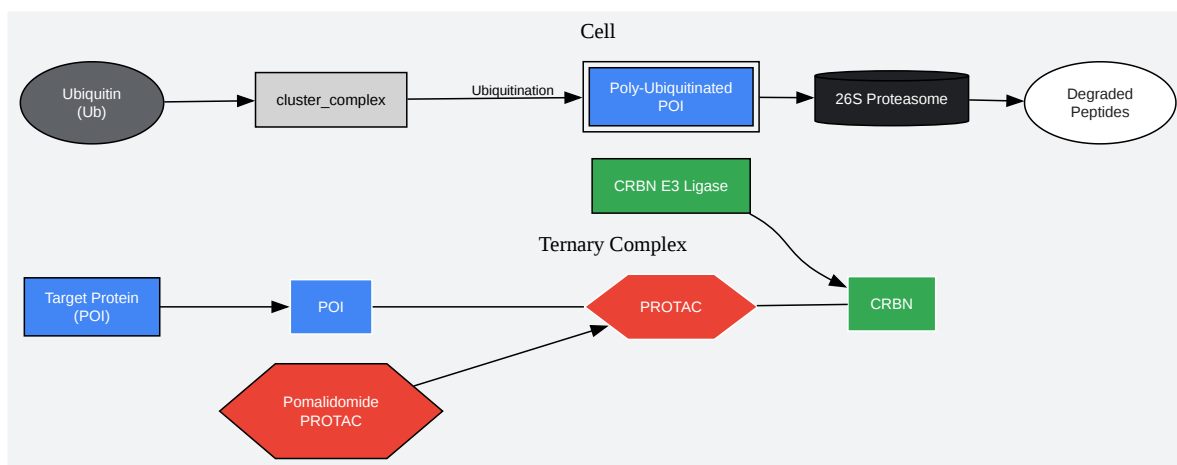 Cell
Ubiquitin
(Ub)
cluster_complex
Ubiquitination
Poly-Ubiquitinated
POI
26S Proteasome
Degraded
Peptides
CRBN E3 Ligase
Ternary Complex
Target Protein
(POI)
POI
PROTAC
CRBN
Pomalidomide
PROTAC